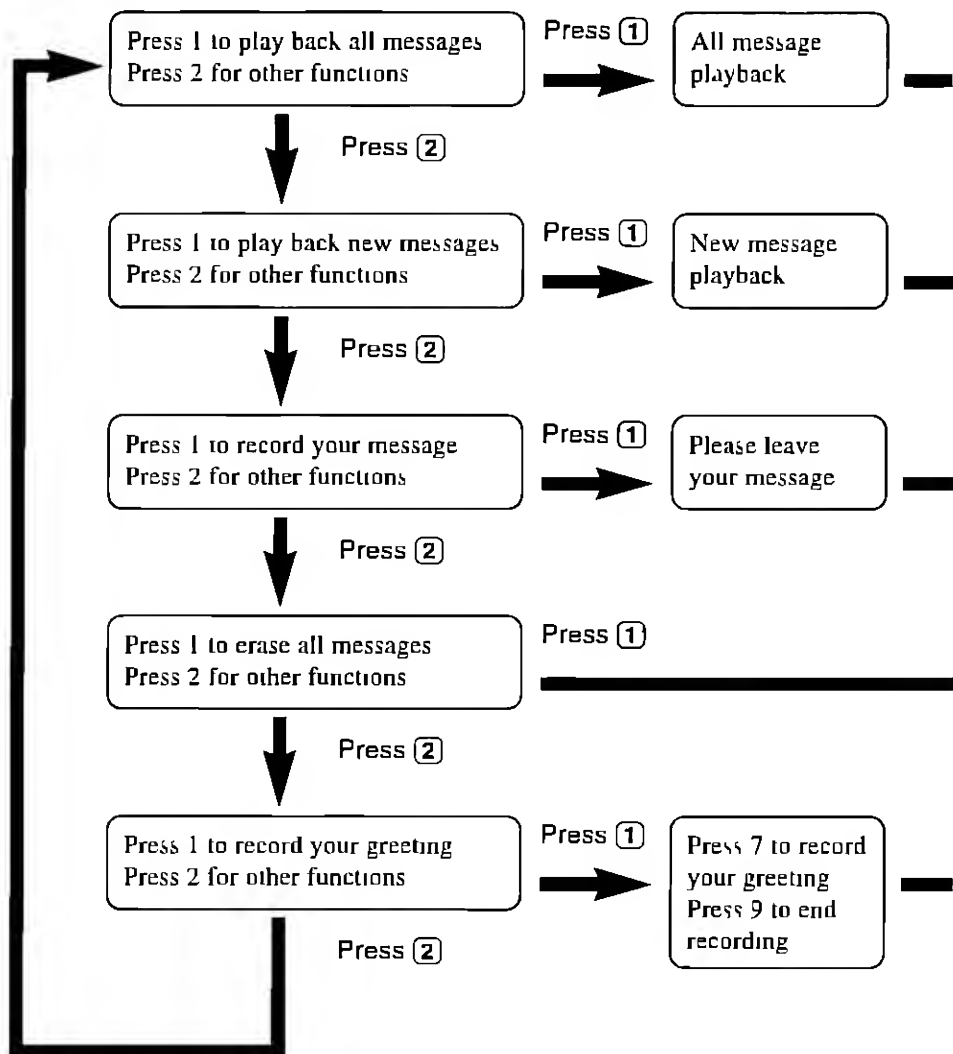 Press 1 to play back all messages
Press 2 for other functions
Press 1
All message
playback
Press 2
Press 1 to play back new messages
Press 2 for other functions
Press 1
New message
playback
Press 2
Press 1 to record your message
Press 2 for other functions
Press 1
Please leave
your message
Press 2
Press 1 to erase all messages
Press 2 for other functions
Press 1
Press 2
Press 1 to record your greeting
Press 2 for other functions
Press 1
Press 7 to record
your greeting
Press 9 to end
recording
Press 2